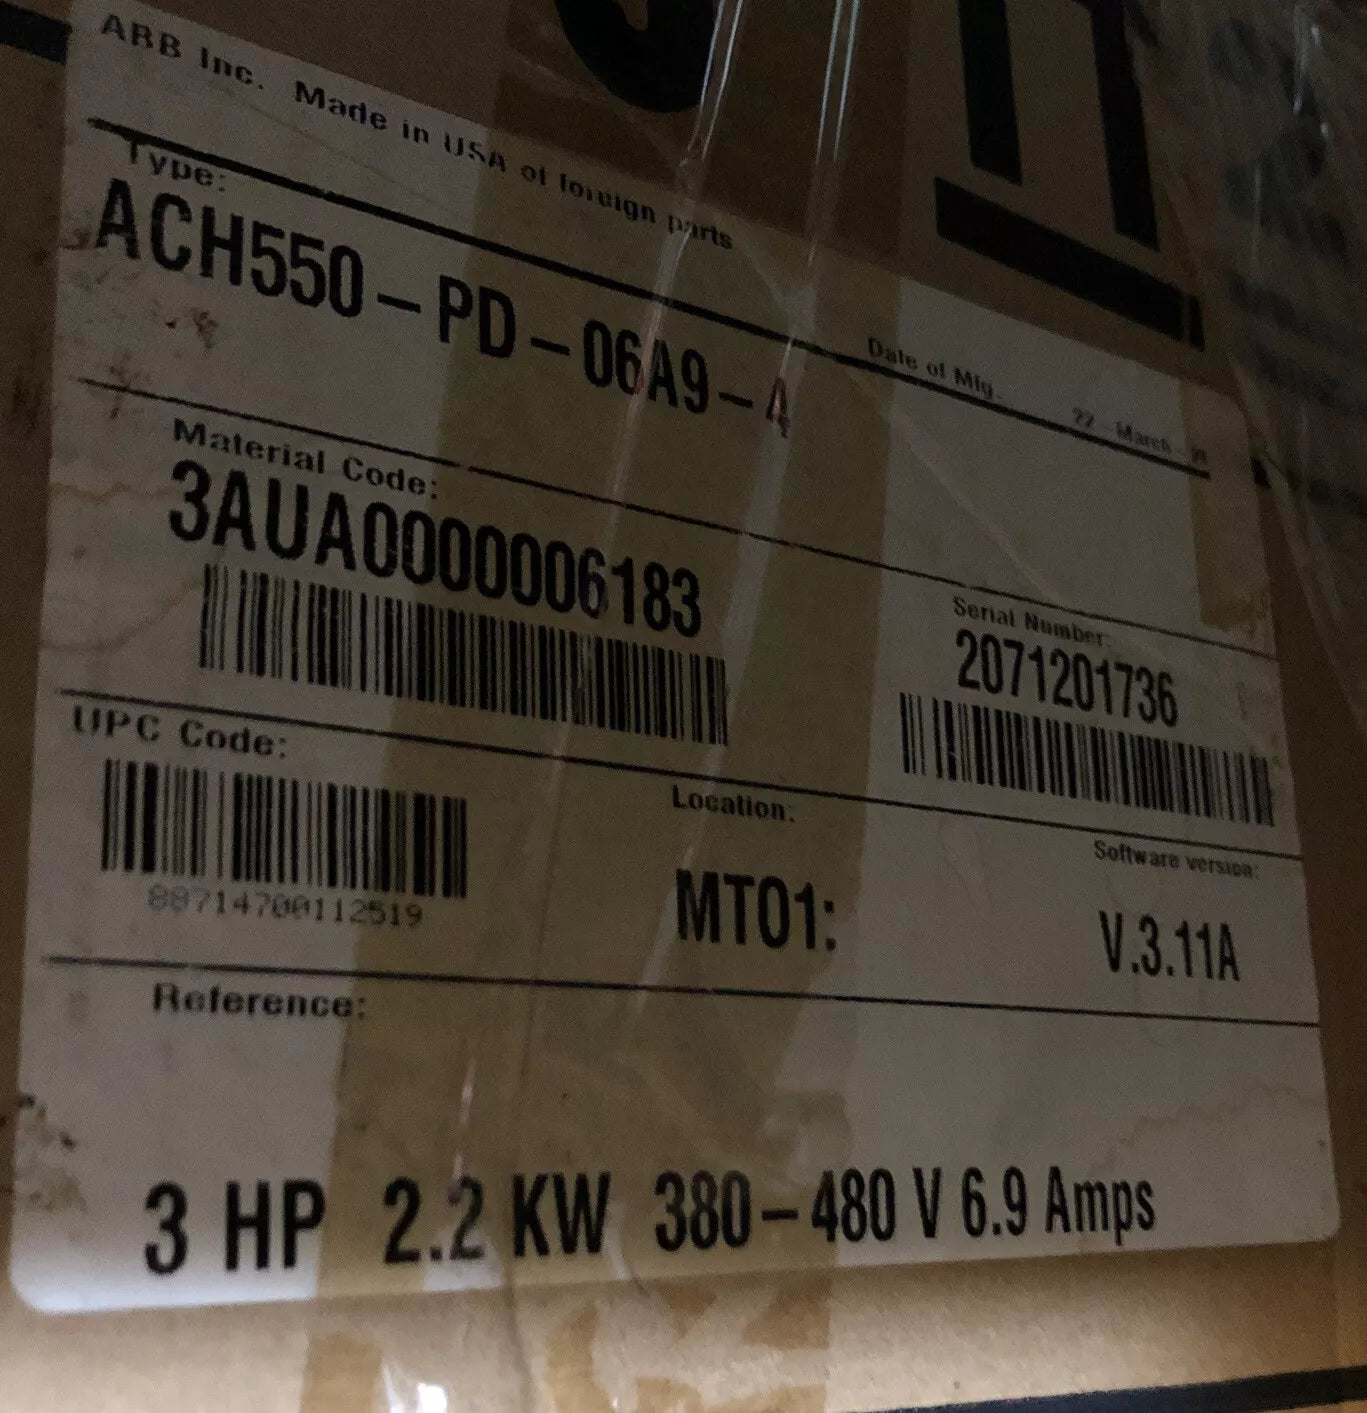 ABB Inc. Made in USA of foreign parts
Type:
ACH550-PD-06A9-4
Date of Mfg. 22 March
Material Code:
3AUA0000006183
Serial Number:
2071201736
UPC Code:
88714700112519
Location:
MT01:
Software version:
V.3.11A
Reference:
3 HP 2.2 KW 380-480 V 6.9 Amps